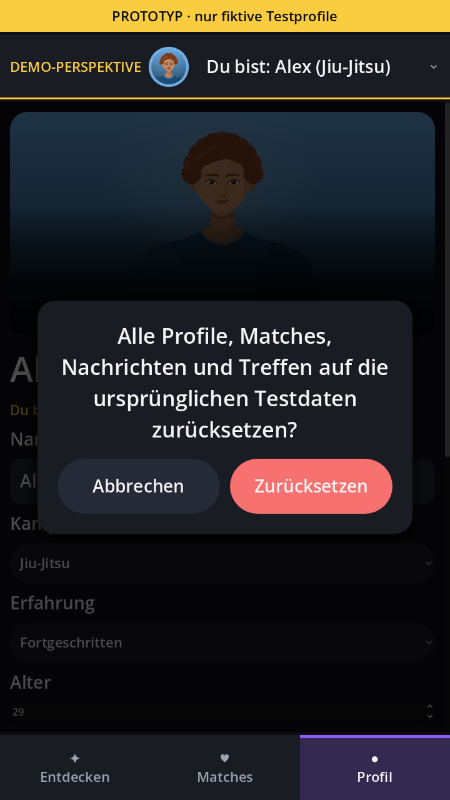 PROTOTYP · nur fiktive Testprofile
DEMO-PERSPEKTIVE
Du bist: Alex (Jiu-Jitsu)
Alle Profile, Matches,
Nachrichten und Treffen auf die
ursprünglichen Testdaten
zurücksetzen?
Abbrechen
Zurücksetzen
Jiu-Jitsu
Erfahrung
Fortgeschritten
Alter
29
Entdecken
Matches
Profil